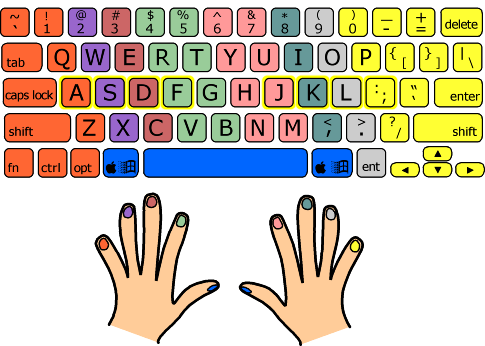 ~ ` ! 1 @ 2 # 3 $ 4 % 5 ^ 6 & 7 * 8 ( 9 ) 0 — - + = delete
tab Q W E R T Y U I O P { [ } ] | \
caps lock A S D F G H J K L : ; " ' enter
shift Z X C V B N M < ; > . ? / shift
fn ctrl opt ent